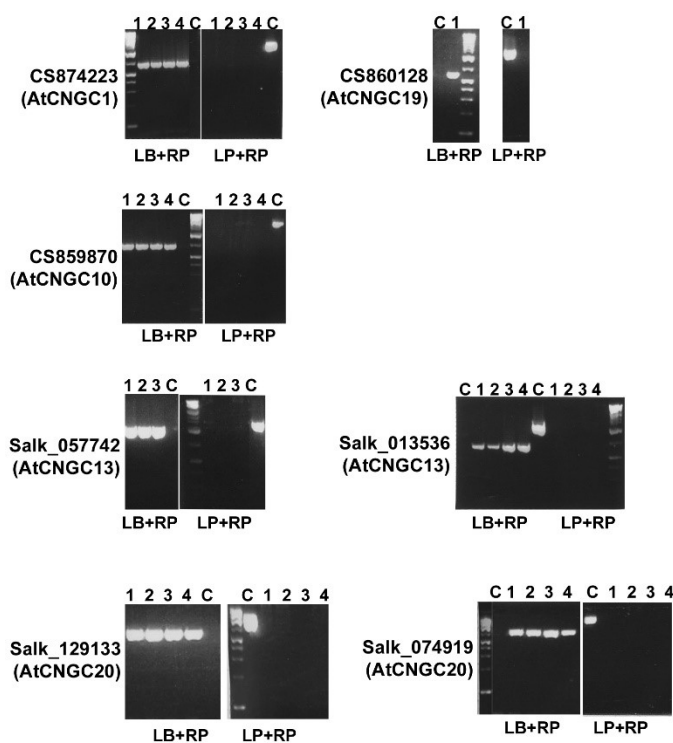 1 2 3 4 C 1 2 3 4 C
CS874223
(AtCNGC1)
LB+RP LP+RP
C 1 C 1
CS860128
(AtCNGC19)
LB+RP LP+RP
1 2 3 4 C 1 2 3 4 C
CS859870
(AtCNGC10)
LB+RP LP+RP
1 2 3 C 1 2 3 C
Salk_057742
(AtCNGC13)
LB+RP LP+RP
C 1 2 3 4 C 1 2 3 4
Salk_013536
(AtCNGC13)
LB+RP LP+RP
1 2 3 4 C C 1 2 3 4
Salk_129133
(AtCNGC20)
LB+RP LP+RP
C 1 2 3 4 C 1 2 3 4
Salk_074919
(AtCNGC20)
LB+RP LP+RP